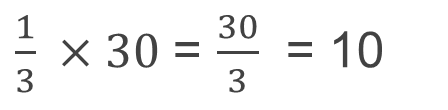 1/3 × 30 = 30/3 = 10